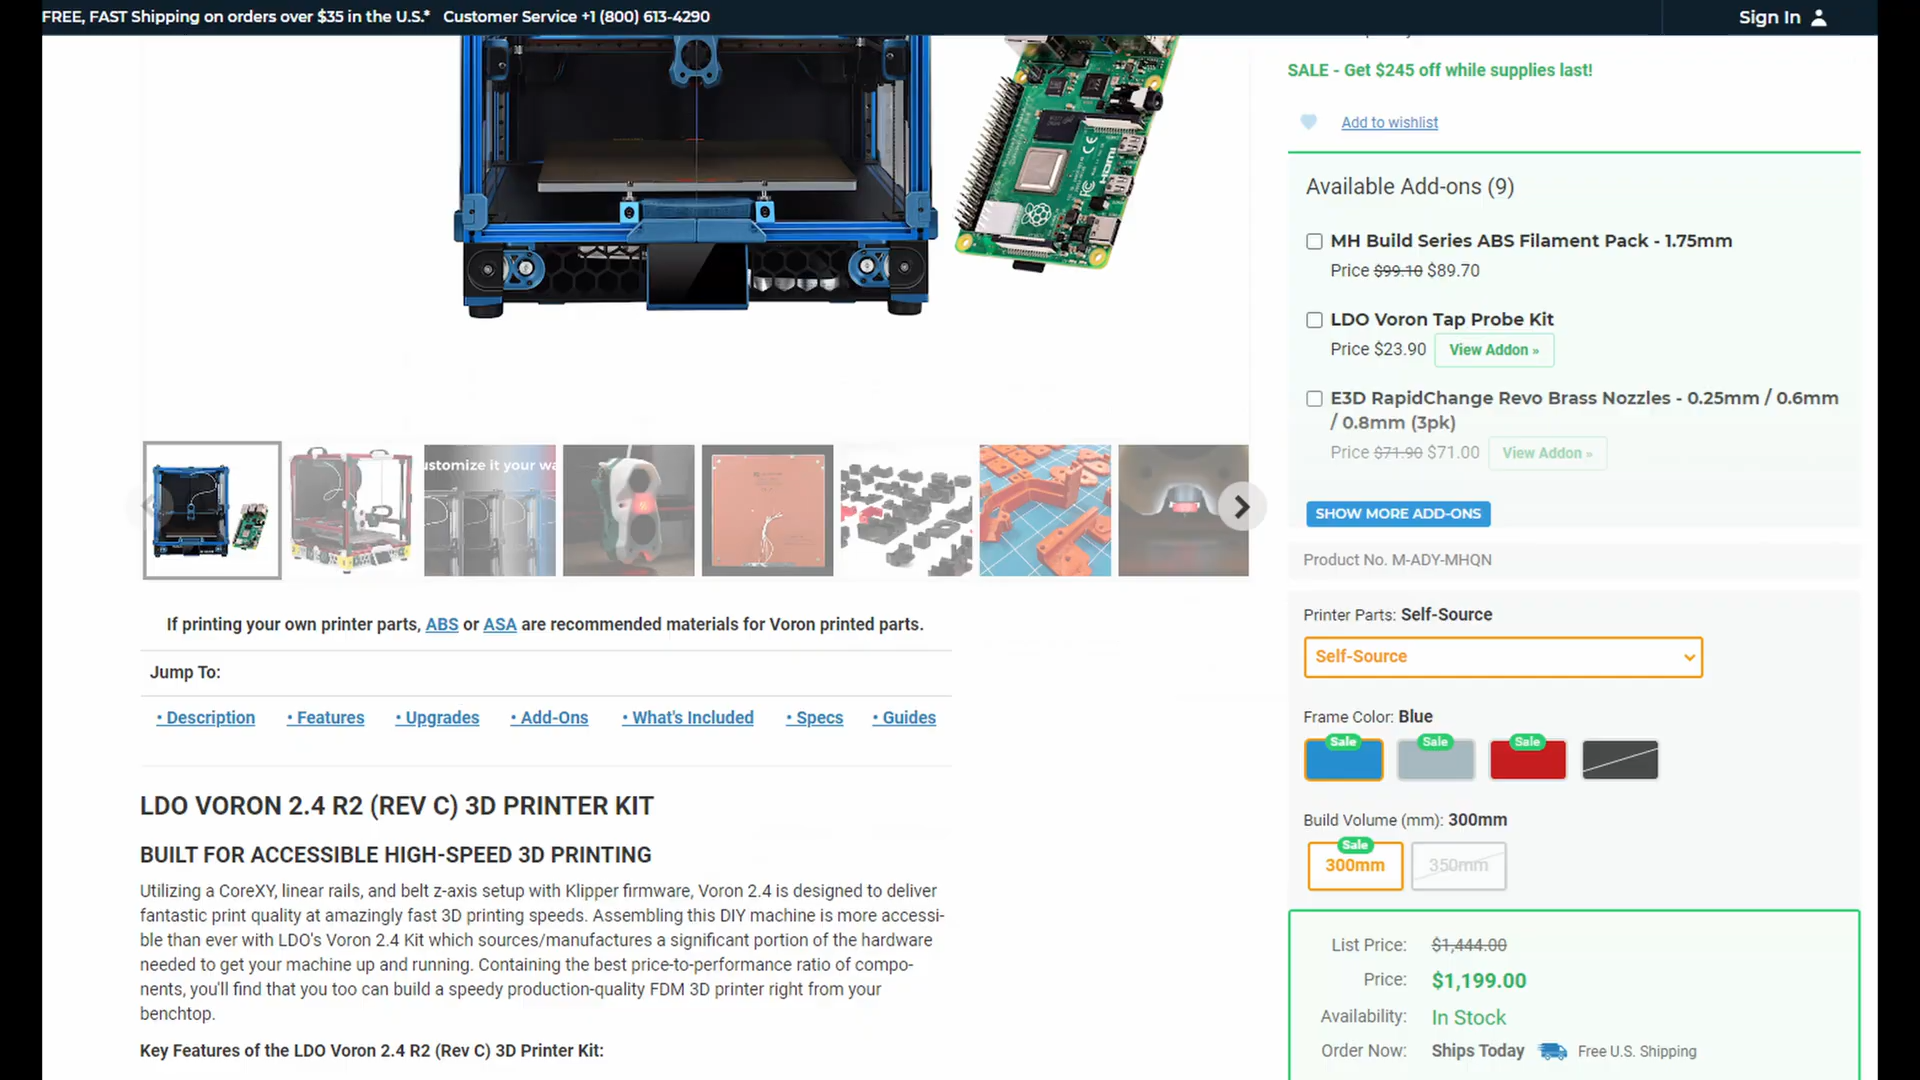 FREE, FAST Shipping on orders over $35 in the U.S.* Customer Service +1 (800) 613-4290
Sign In
SALE - Get $245 off while supplies last!
Add to wishlist
Available Add-ons (9)
MH Build Series ABS Filament Pack - 1.75mm
Price $99.10 $89.70
LDO Voron Tap Probe Kit
Price $23.90 View Addon »
E3D RapidChange Revo Brass Nozzles - 0.25mm / 0.6mm
/ 0.8mm (3pk)
Price $71.90 $71.00 View Addon »
SHOW MORE ADD-ONS
Product No. M-ADY-MHQN
Printer Parts: Self-Source
Self-Source
Frame Color: Blue
Sale Sale Sale
Build Volume (mm): 300mm
Sale
300mm 350mm
List Price: $1,444.00
Price: $1,199.00
Availability: In Stock
Order Now: Ships Today Free U.S. Shipping
HDMI
CE
FC
ustomize it your wa
If printing your own printer parts, ABS or ASA are recommended materials for Voron printed parts.
Jump To:
• Description • Features • Upgrades • Add-Ons • What's Included • Specs • Guides
LDO VORON 2.4 R2 (REV C) 3D PRINTER KIT
BUILT FOR ACCESSIBLE HIGH-SPEED 3D PRINTING
Utilizing a CoreXY, linear rails, and belt z-axis setup with Klipper firmware, Voron 2.4 is designed to deliver
fantastic print quality at amazingly fast 3D printing speeds. Assembling this DIY machine is more accessi-
ble than ever with LDO's Voron 2.4 Kit which sources/manufactures a significant portion of the hardware
needed to get your machine up and running. Containing the best price-to-performance ratio of compo-
nents, you'll find that you too can build a speedy production-quality FDM 3D printer right from your
benchtop.
Key Features of the LDO Voron 2.4 R2 (Rev C) 3D Printer Kit: